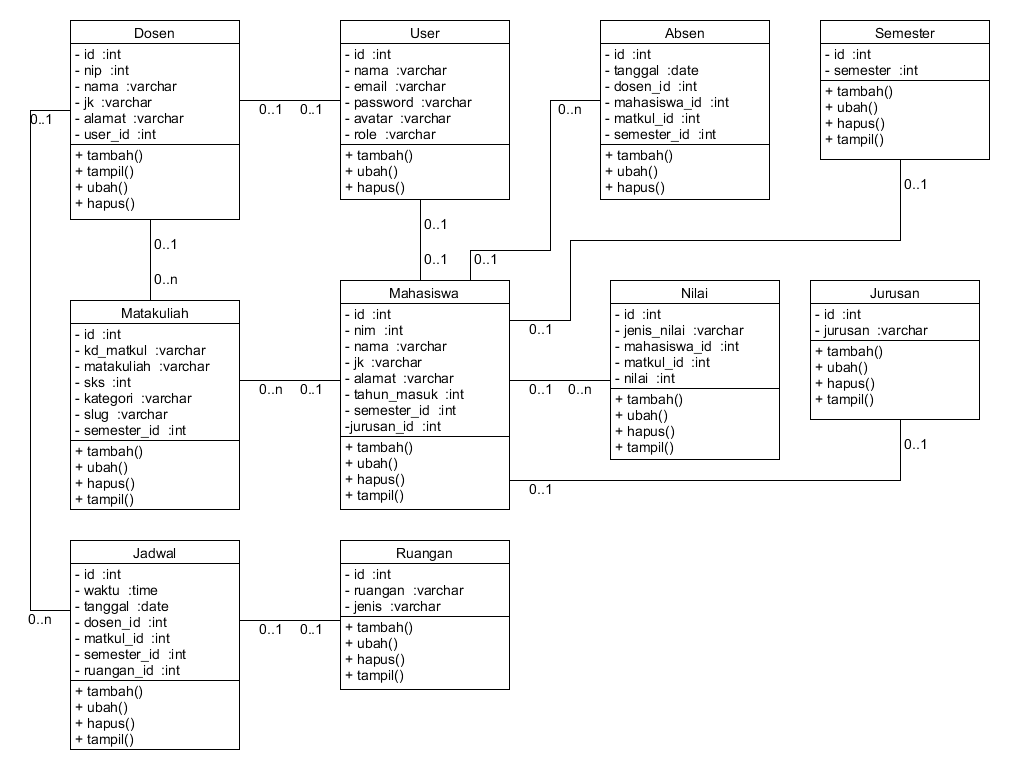 Dosen
- id :int
- nip :int
- nama :varchar
- jk :varchar
- alamat :varchar
- user_id :int
+ tambah()
+ tampil()
+ ubah()
+ hapus()
0..1
0..1
0..1
User
- id :int
- nama :varchar
- email :varchar
- password :varchar
- avatar :varchar
- role :varchar
+ tambah()
+ ubah()
+ hapus()
0..n
Absen
- id :int
- tanggal :date
- dosen_id :int
- mahasiswa_id :int
- matkul_id :int
- semester_id :int
+ tambah()
+ ubah()
+ hapus()
Semester
- id :int
- semester :int
+ tambah()
+ ubah()
+ hapus()
+ tampil()
0..1
0..1
0..n
0..1
0..1
0..1
Matakuliah
- id :int
- kd_matkul :varchar
- matakuliah :varchar
- sks :int
- kategori :varchar
- slug :varchar
- semester_id :int
+ tambah()
+ ubah()
+ hapus()
+ tampil()
0..n
0..1
Mahasiswa
- id :int
- nim :int
- nama :varchar
- jk :varchar
- alamat :varchar
- tahun_masuk :int
- semester_id :int
-jurusan_id :int
+ tambah()
+ ubah()
+ hapus()
+ tampil()
0..1
0..1
0..n
0..1
Nilai
- id :int
- jenis_nilai :varchar
- mahasiswa_id :int
- matkul_id :int
- nilai :int
+ tambah()
+ ubah()
+ hapus()
+ tampil()
Jurusan
- id :int
- jurusan :varchar
+ tambah()
+ ubah()
+ hapus()
+ tampil()
0..1
0..n
Jadwal
- id :int
- waktu :time
- tanggal :date
- dosen_id :int
- matkul_id :int
- semester_id :int
- ruangan_id :int
+ tambah()
+ ubah()
+ hapus()
+ tampil()
0..1
0..1
Ruangan
- id :int
- ruangan :varchar
- jenis :varchar
+ tambah()
+ ubah()
+ hapus()
+ tampil()